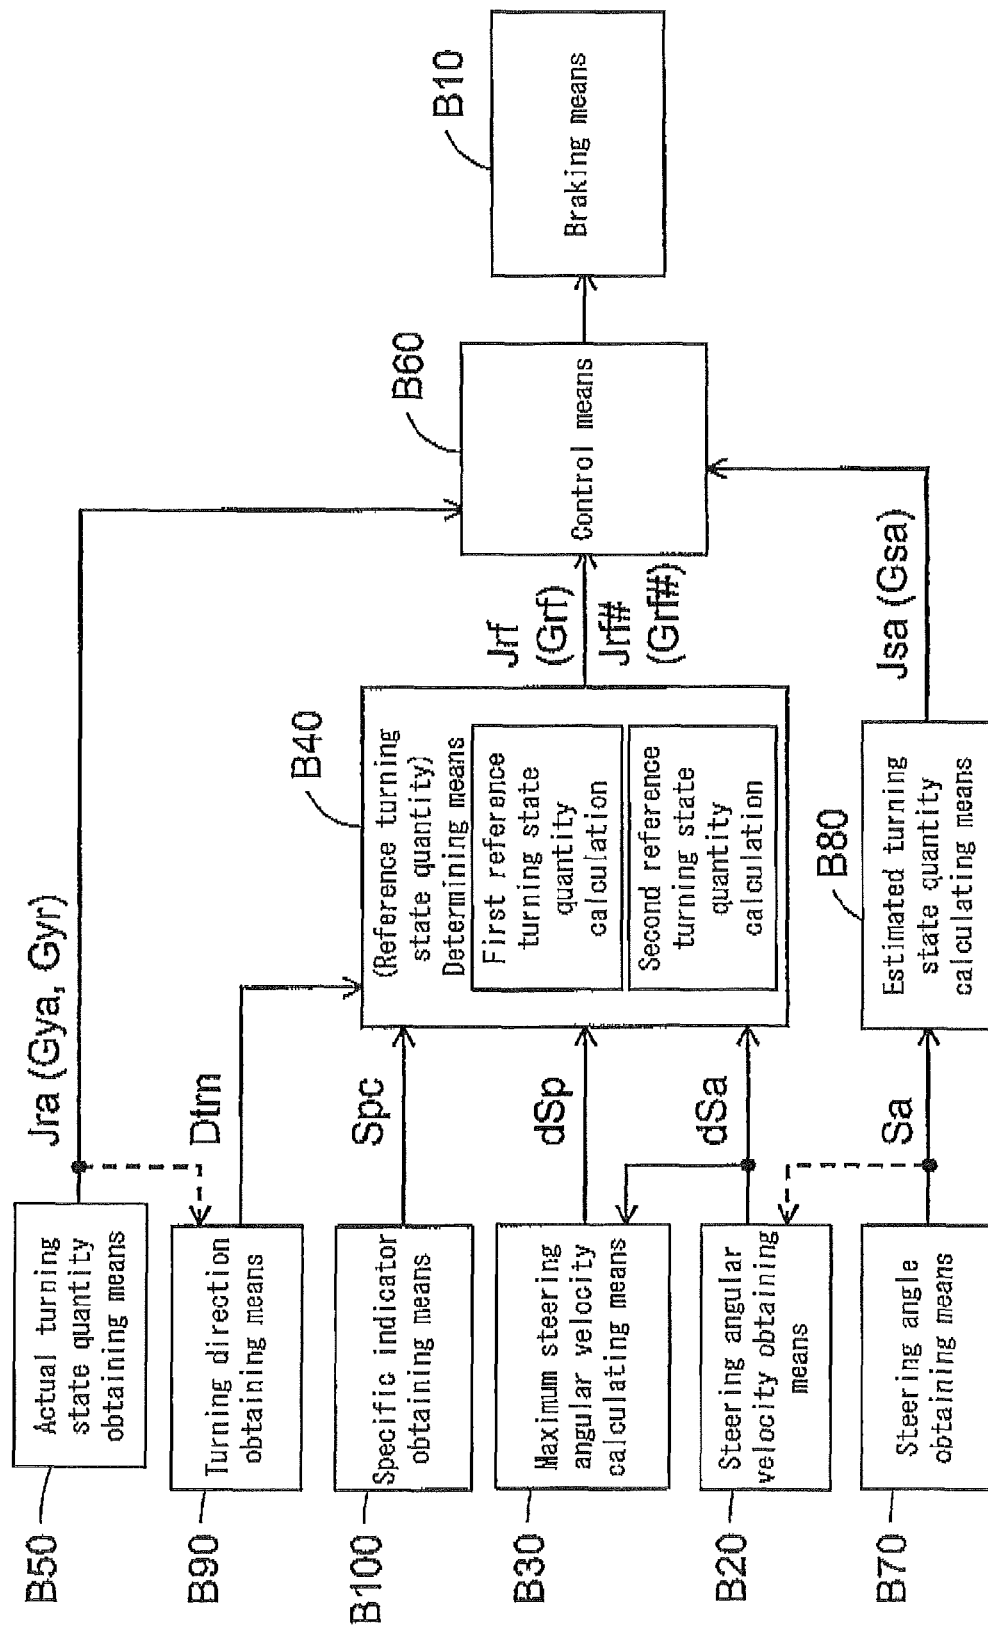 B50
Actual turning
state quantity
obtaining means
Jra (Gya, Gyr)
B90
Turning direction
obtaining means
Dtrn
B100
Specific indicator
obtaining means
Spc
B30
Maximum steering
angular velocity
calculating means
dSp
B20
Steering angular
velocity obtaining
means
dSa
B70
Steering angle
obtaining means
Sa
B40
(Reference turning
state quantity)
Determining means
First reference
turning state
quantity
calculation
Second reference
turning state
quantity
calculation
B80
Estimated turning
state quantity
calculating means
Jrf
(Grf)
Jrf#
(Grf#)
Jsa (Gsa)
B60
Control means
B10
Braking means